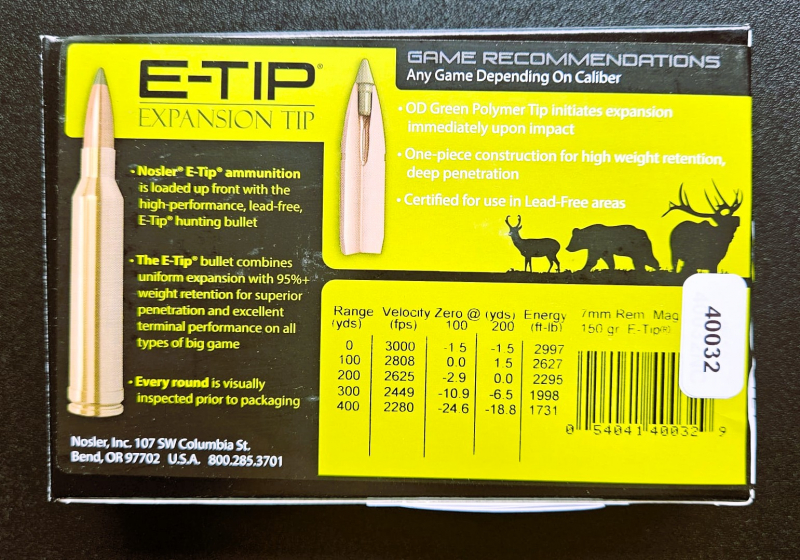 E-TIP®
EXPANSION TIP
• Nosler® E-Tip® ammunition
is loaded up front with the
high-performance, lead-free,
E-Tip® hunting bullet
• The E-Tip® bullet combines
uniform expansion with 95%+
weight retention for superior
penetration and excellent
terminal performance on all
types of big game
• Every round is visually
inspected prior to packaging
Nosler, Inc. 107 SW Columbia St.
Bend, OR 97702 U.S.A. 800.285.3701
GAME RECOMMENDATIONS
Any Game Depending On Caliber
• OD Green Polymer Tip initiates expansion
immediately upon impact
• One-piece construction for high weight retention,
deep penetration
• Certified for use in Lead-Free areas
Range Velocity Zero @ (yds) Energy
(yds) (fps) 100 200 (ft-lb)
0 3000 -1.5 -1.5 2997
100 2808 0.0 1.5 2627
200 2625 -2.9 0.0 2295
300 2449 -10.9 -6.5 1998
400 2280 -24.6 -18.8 1731
7mm Rem Mag
150 gr E-Tip®
0 54041 40032 9
40032